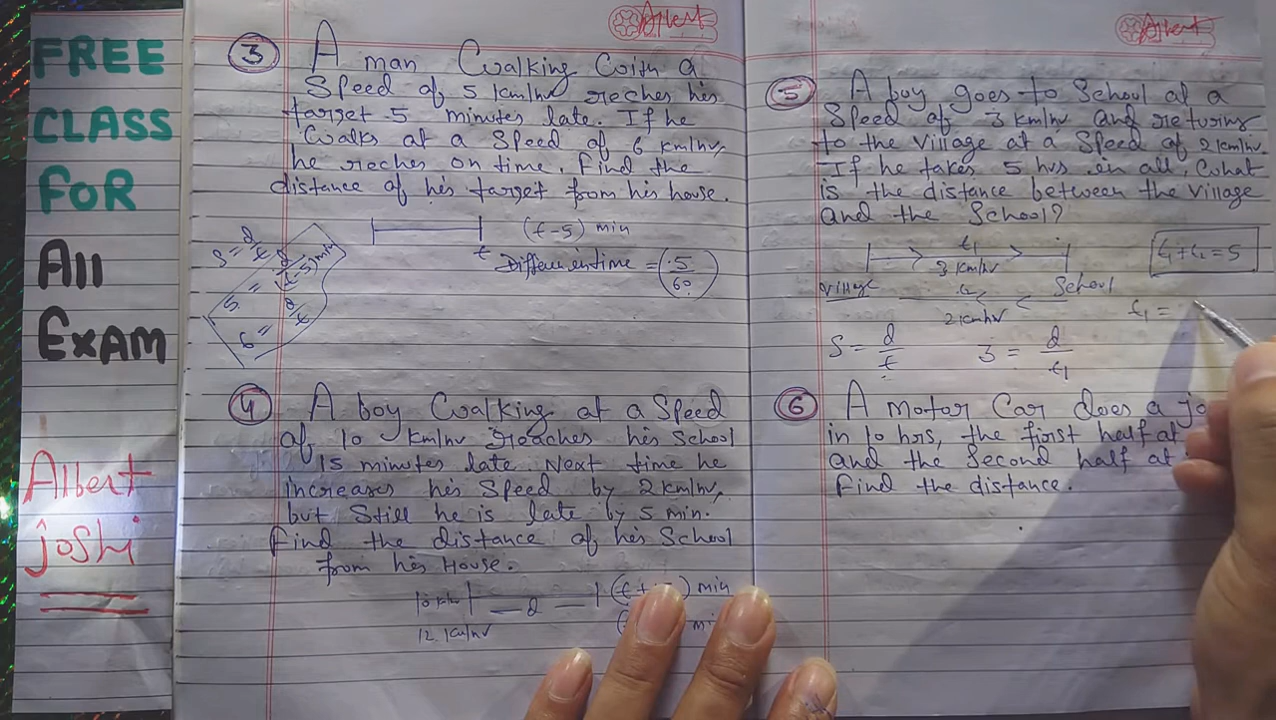 FREE
CLASS
FoR
All
ExAM
Albert
joshi
Albert
3 A man Walking With a
Speed of 5 km/hr reches his
target 5 minutes late. If he
Walks at a Speed of 6 km/hr,
he reches on time. Find the
distance of his target from his house.
(t-5) min
t
Different in time = 5/60
S = d/t
5 = d/(t-5) min
6 = d/t
4 A boy Walking at a Speed
of 10 km/hr reaches his School
15 minutes late. Next time he
increases his Speed by 2 km/hr,
but Still he is late by 5 min.
Find the distance of his School
from his House.
10 km/hr — d — min
12 km/hr
Albert
5 A boy goes to School at a
Speed of 3 km/hr and returns
to the village at a Speed of 2 km/hr.
If he takes 5 hrs in all, What
is the distance between the Village
and the School?
t1
3 km/hr
t1+t2 = 5
Village t2 School
2 km/hr
t1 =
S = d/t 3 = d/t1
6 A Motor Car does a jo
in 10 hrs, the first half at
and the Second half at
Find the distance.